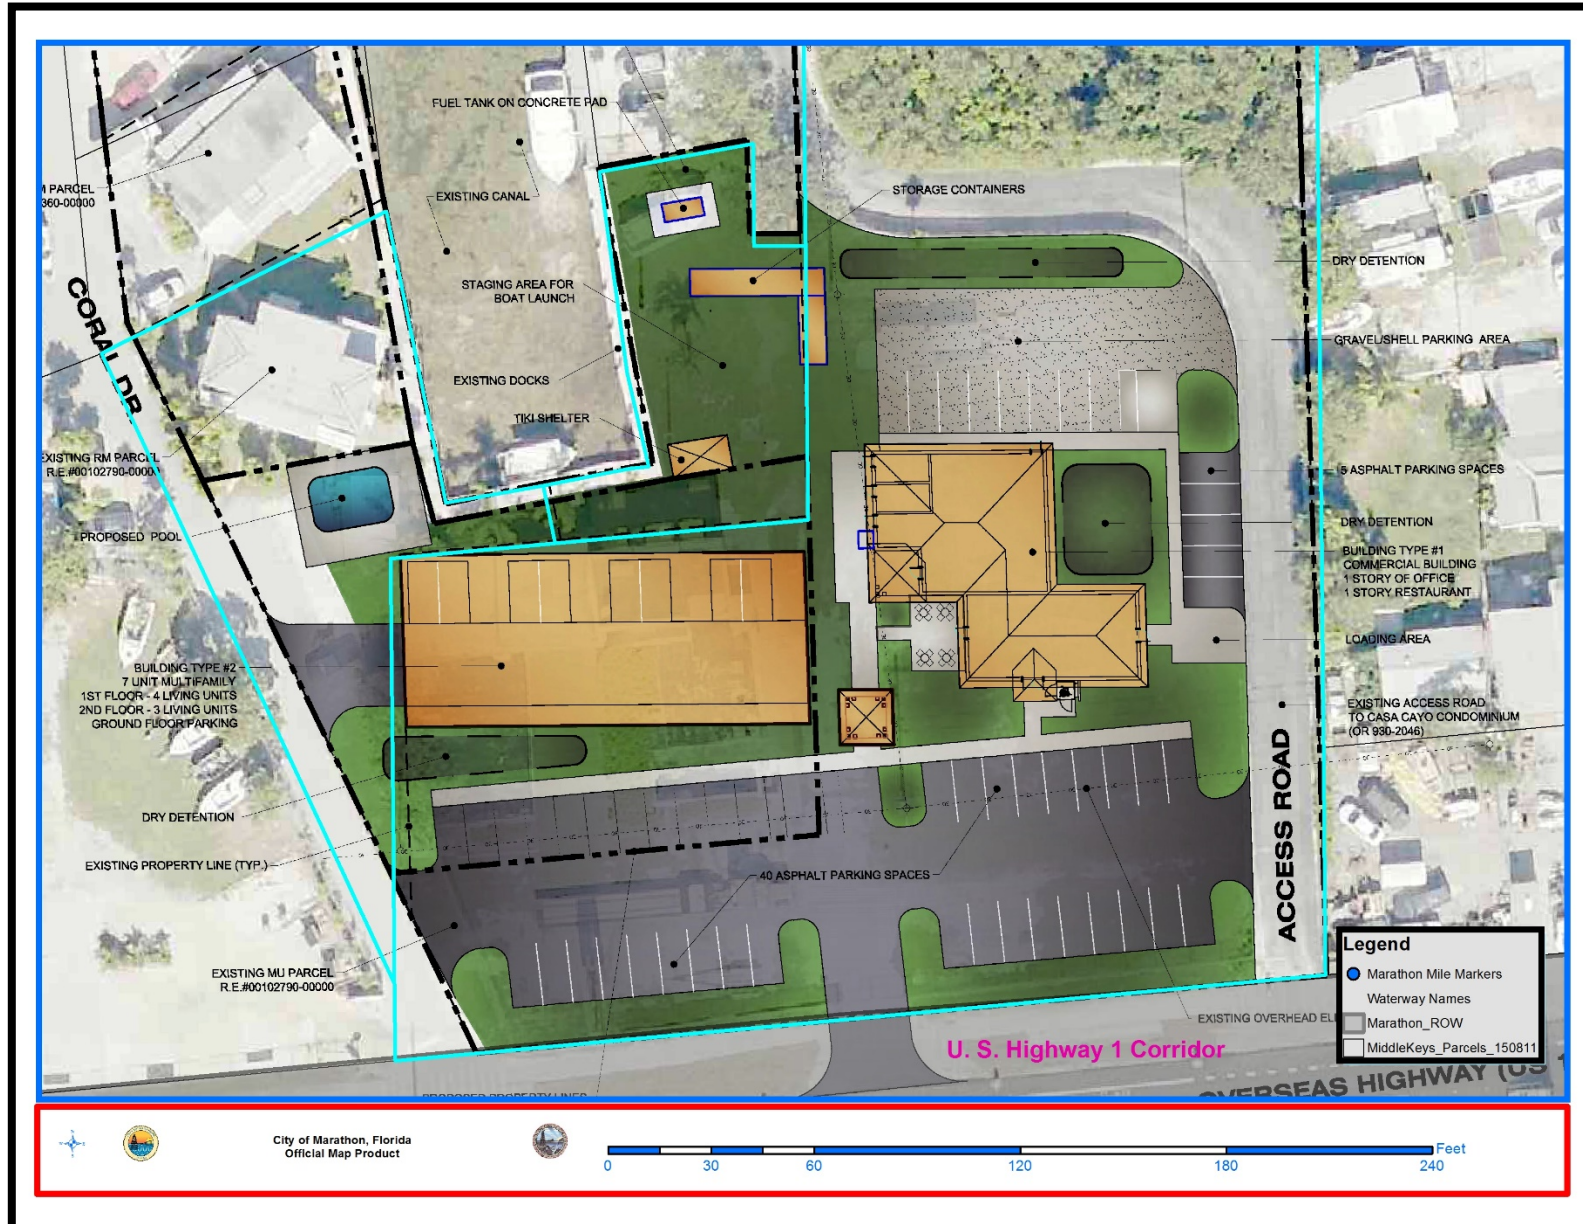 FUEL TANK ON CONCRETE PAD
M PARCEL
360-00000
EXISTING CANAL
STORAGE CONTAINERS
DRY DETENTION
STAGING AREA FOR
BOAT LAUNCH
CORAL DR
GRAVEL/SHELL PARKING AREA
EXISTING DOCKS
TIKI SHELTER
EXISTING RM PARCEL
R.E.#00102790-00000
5 ASPHALT PARKING SPACES
PROPOSED POOL
DRY DETENTION
BUILDING TYPE #1
COMMERCIAL BUILDING
1 STORY OF OFFICE
1 STORY RESTAURANT
LOADING AREA
BUILDING TYPE #2
7 UNIT MULTIFAMILY
1ST FLOOR - 4 LIVING UNITS
2ND FLOOR - 3 LIVING UNITS
GROUND FLOOR PARKING
EXISTING ACCESS ROAD
TO CASA CAYO CONDOMINIUM
(OR 930-2046)
DRY DETENTION
EXISTING PROPERTY LINE (TYP.)
40 ASPHALT PARKING SPACES
ACCESS ROAD
EXISTING MU PARCEL
R.E.#00102790-00000
Legend
Marathon Mile Markers
Waterway Names
Marathon_ROW
MiddleKeys_Parcels_150811
EXISTING OVERHEAD
U. S. Highway 1 Corridor
OVERSEAS HIGHWAY (US 1
PROPOSED PROPERTY LINES
City of Marathon, Florida
Official Map Product
Feet
0 30 60 120 180 240